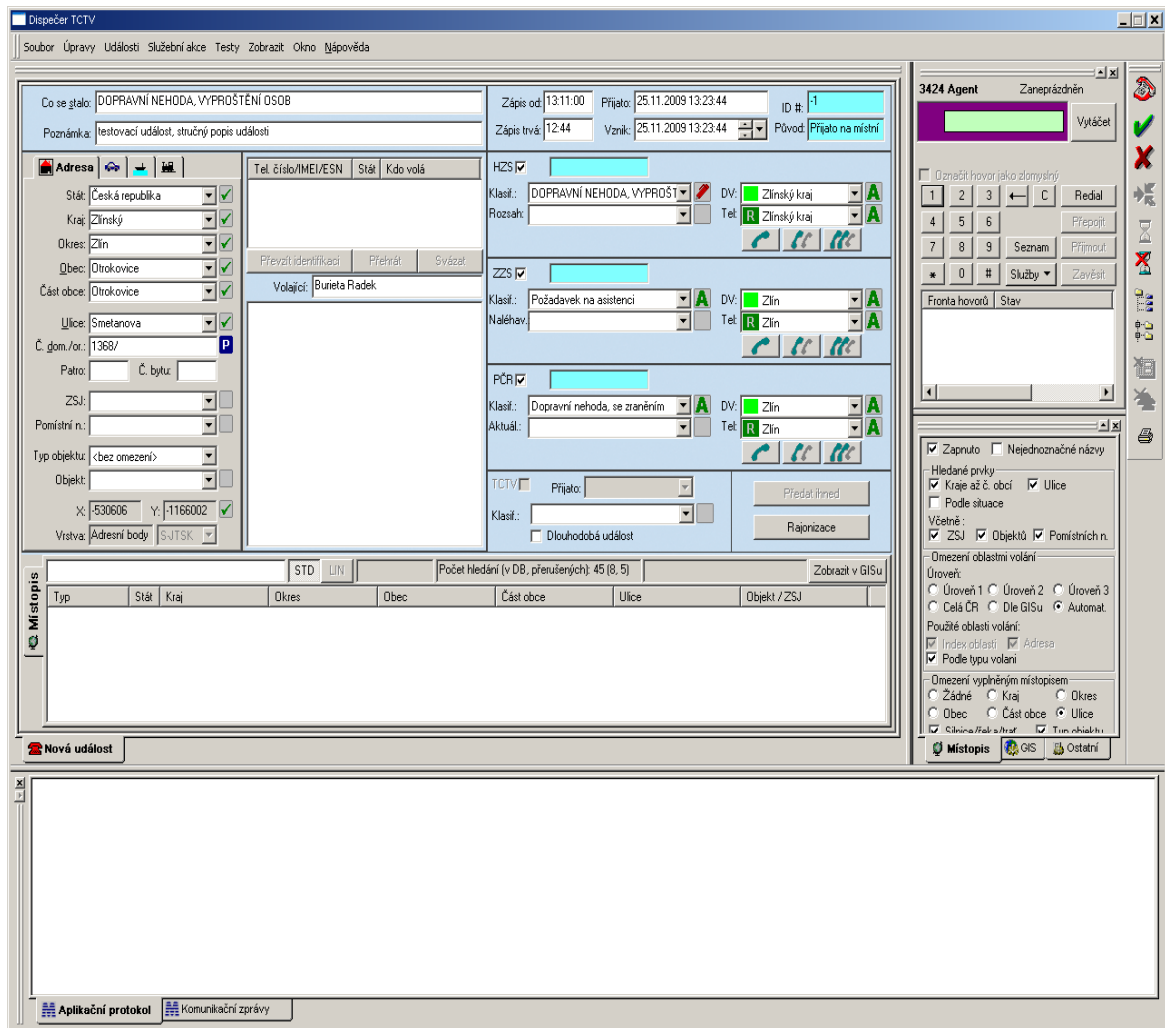 Dispečer TCTV
Soubor Úpravy Události Služební akce Testy Zobrazit Okno Nápověda
Co se stalo: DOPRAVNÍ NEHODA, VYPROŠTĚNÍ OSOB
Poznámka: testovací událost, stručný popis události
Zápis od: 13:11:00 Přijato: 25.11.2009 13:23:44 ID #: -1
Zápis trvá: 12:44 Vznik: 25.11.2009 13:23:44 Původ: Přijato na místní
Adresa
Stát: Česká republika
Kraj: Zlínský
Okres: Zlín
Obec: Otrokovice
Část obce: Otrokovice
Ulice: Smetanova
Č. dom./or.: 1368/ P
Patro: Č. bytu:
ZSJ:
Pomístní n.:
Typ objektu: <bez omezení>
Objekt:
X: -530606 Y: -1166002
Vrstva: Adresní body S-JTSK
Tel. číslo/IMEI/ESN Stát Kdo volá
Převzít identifikaci Přehrát Svázat
Volající: Burieta Radek
HZS
Klasif.: DOPRAVNÍ NEHODA, VYPROŠT DV: Zlínský kraj A
Rozsah: Tel: R Zlínský kraj A
ZZS
Klasif.: Požadavek na asistenci A DV: Zlín A
Naléhav. Tel: R Zlín A
PČR
Klasif.: Dopravní nehoda, se zraněním A DV: Zlín A
Aktuál.: Tel: R Zlín A
TCTV Přijato:
Klasif.:
Dlouhodobá událost
Předat ihned
Rajonizace
Místopis
STD LIN Počet hledání (v DB, přerušených): 45 (8, 5) Zobrazit v GISu
Typ Stát Kraj Okres Obec Část obce Ulice Objekt / ZSJ
Nová událost
3424 Agent Zaneprázdněn
Vytáčet
Označit hovor jako zlomyslný
1 2 3 C Redial
4 5 6 Přepojit
7 8 9 Seznam Přijmout
* 0 # Služby Zavěsit
Fronta hovorů Stav
Zapnuto Nejednoznačné názvy
Hledané prvky
Kraje až č. obcí Ulice
Podle situace
Včetně :
ZSJ Objektů Pomístních n.
Omezení oblastmi volání
Úroveň:
Úroveň 1 Úroveň 2 Úroveň 3
Celá ČR Dle GISu Automat.
Použité oblasti volání:
Index oblastí Adresa
Podle typu volani
Omezení vyplněným místopisem
Žádné Kraj Okres
Obec Část obce Ulice
Silnice/řeka/trať Typ objektu
Místopis GIS Ostatní
Aplikační protokol Komunikační zprávy